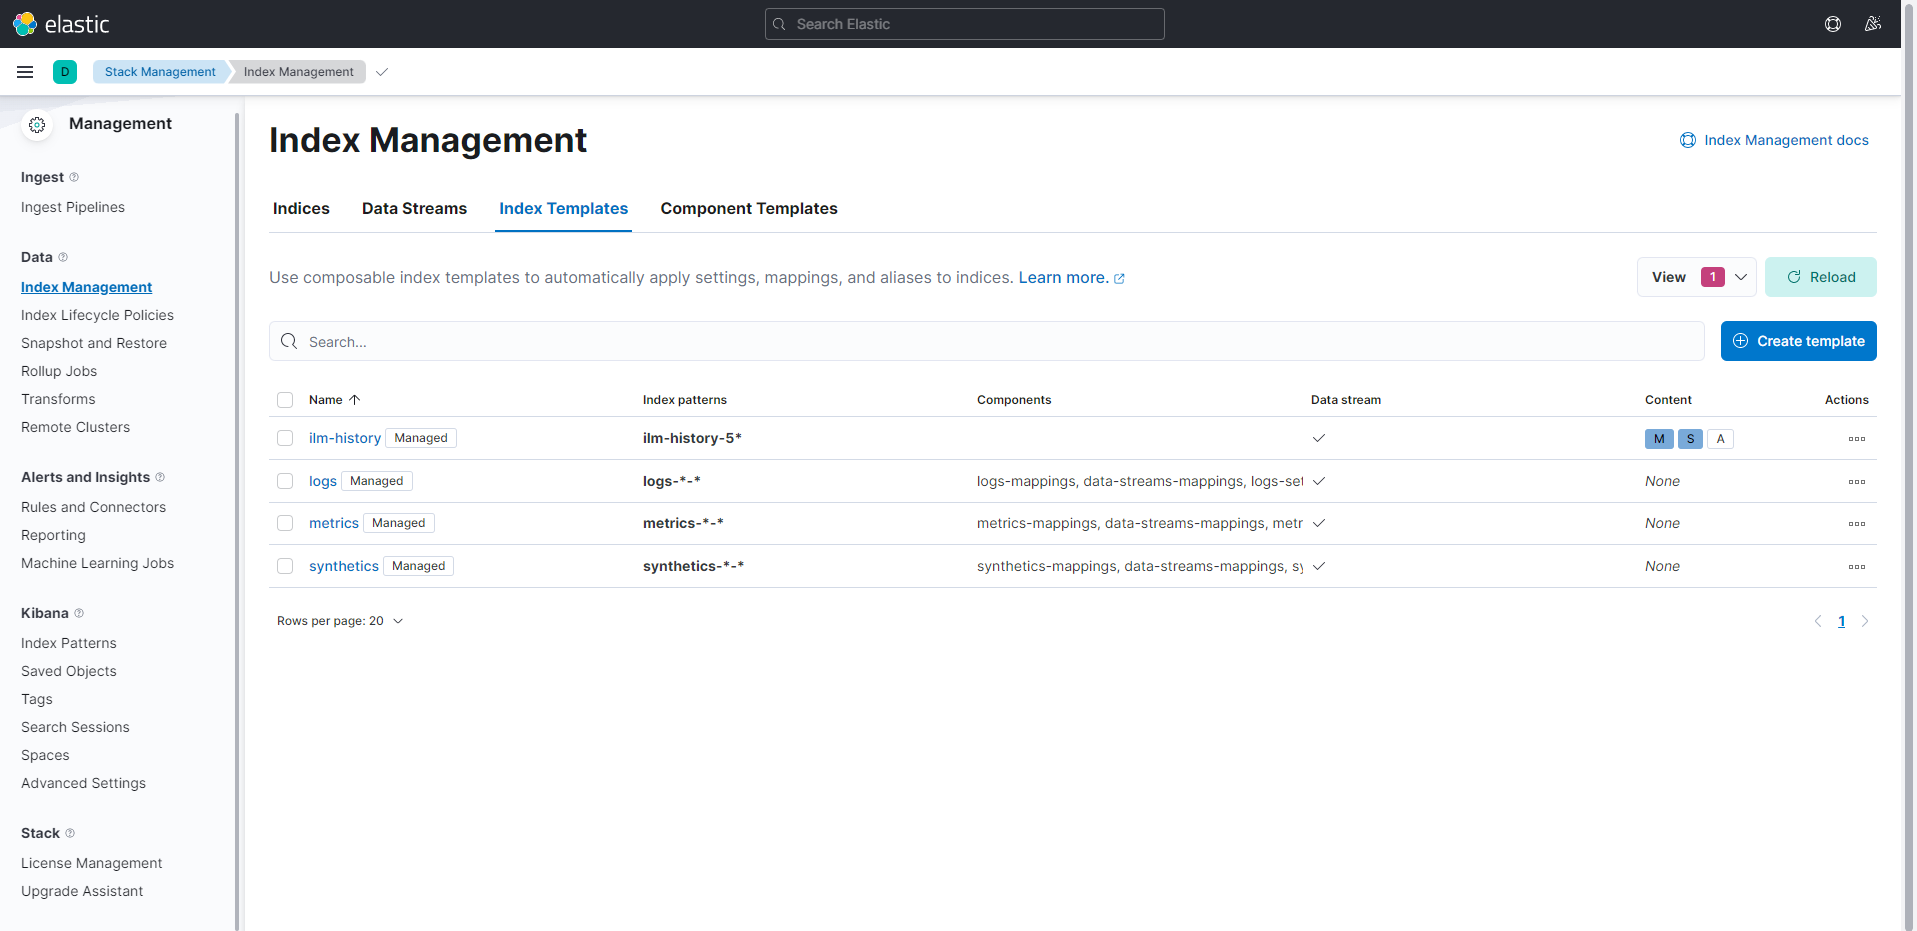 elastic
Search Elastic
D
Stack Management
Index Management
Management
Ingest
Ingest Pipelines
Data
Index Management
Index Lifecycle Policies
Snapshot and Restore
Rollup Jobs
Transforms
Remote Clusters
Alerts and Insights
Rules and Connectors
Reporting
Machine Learning Jobs
Kibana
Index Patterns
Saved Objects
Tags
Search Sessions
Spaces
Advanced Settings
Stack
License Management
Upgrade Assistant
Index Management
Index Management docs
Indices Data Streams Index Templates Component Templates
Use composable index templates to automatically apply settings, mappings, and aliases to indices. Learn more.
View 1
Reload
Search...
Create template
Name Index patterns Components Data stream Content Actions
ilm-history Managed ilm-history-5* M S A
logs Managed logs-*-* logs-mappings, data-streams-mappings, logs-set None
metrics Managed metrics-*-* metrics-mappings, data-streams-mappings, metr None
synthetics Managed synthetics-*-* synthetics-mappings, data-streams-mappings, sy None
Rows per page: 20
1